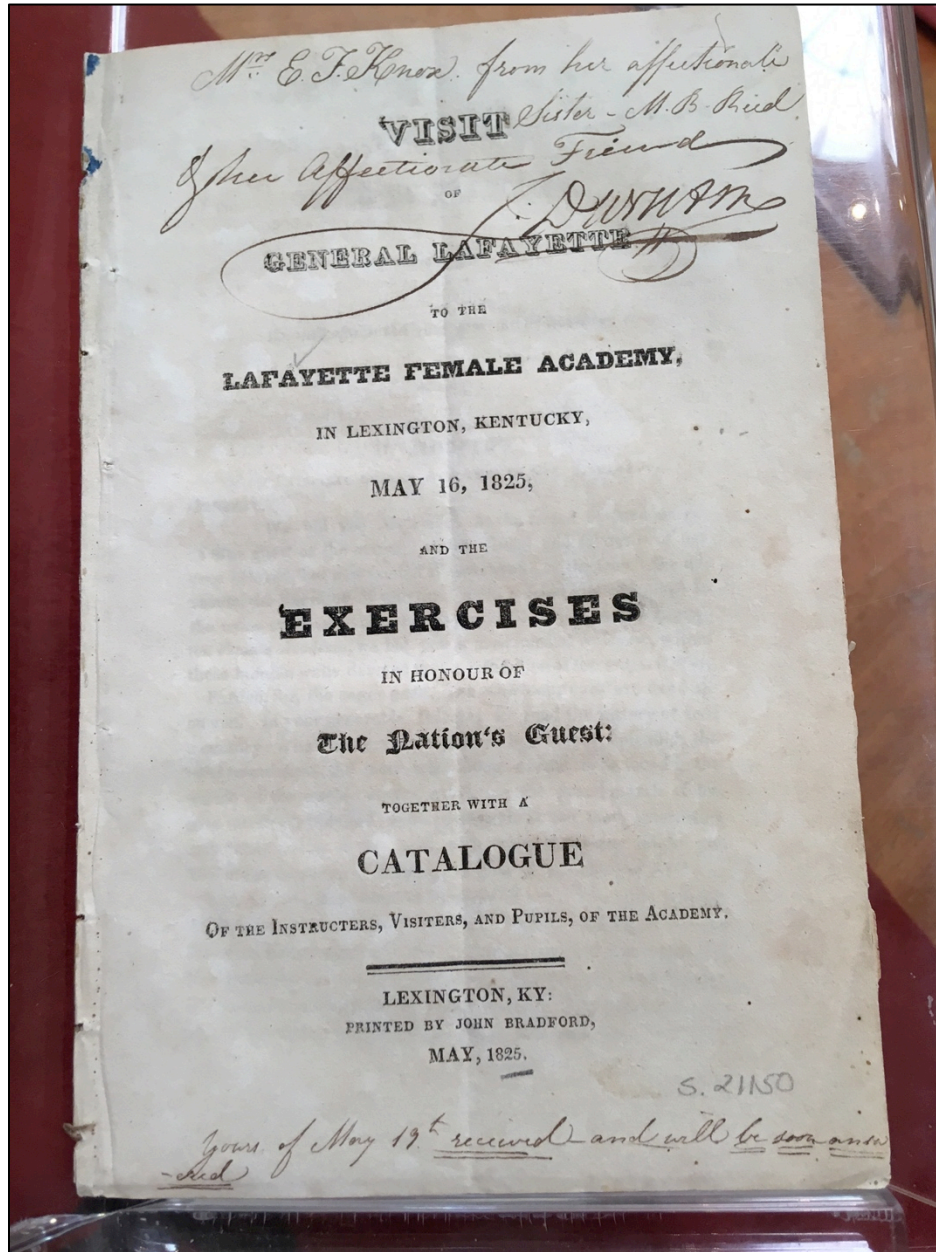 Mrs. E. F. Knox. from her affectionate
Sister - M. B. Reed
& her Affectionate Friend
J. Dunham
VISIT
OF
GENERAL LAFAYETTE
TO THE
LAFAYETTE FEMALE ACADEMY,
IN LEXINGTON, KENTUCKY,
MAY 16, 1825,
AND THE
EXERCISES
IN HONOUR OF
The Nation's Guest:
TOGETHER WITH A
CATALOGUE
OF THE INSTRUCTERS, VISITERS, AND PUPILS, OF THE ACADEMY.
LEXINGTON, KY:
PRINTED BY JOHN BRADFORD,
MAY, 1825.
S. 21150
Yours of May 19th received and will be soon answ
-ered